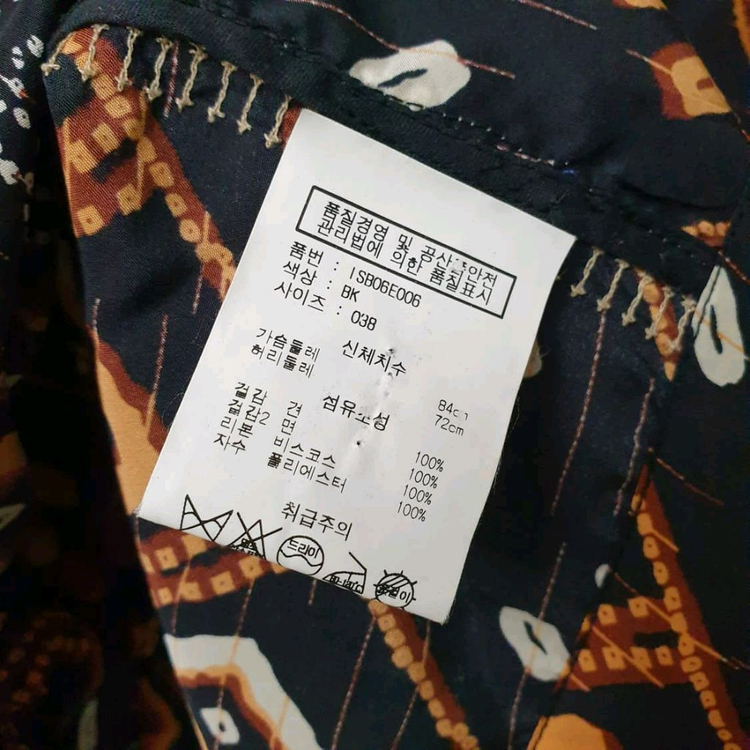 품질경영 및 공산품안전
관리법에 의한 품질표시
품번 : ISB06E006
색상 : BK
사이즈 : 03B
신체치수
가슴둘레 84cm
허리둘레 72cm
섬유조성
겉감 견 100%
겉감2 면 100%
리본 비스코스 100%
자수 폴리에스터 100%
취급주의
드라이